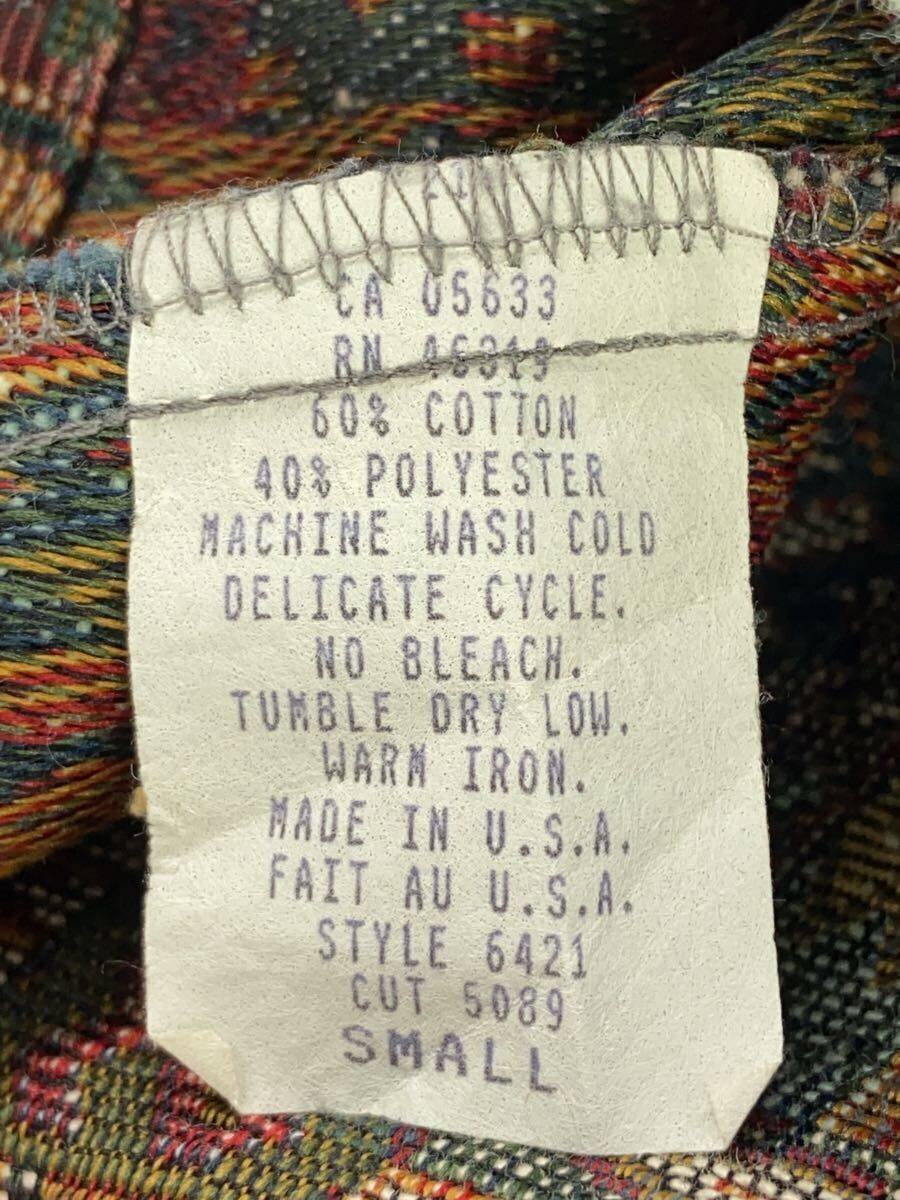 CA 05633
RN 46319
60% COTTON
40% POLYESTER
MACHINE WASH COLD
DELICATE CYCLE.
NO BLEACH.
TUMBLE DRY LOW.
WARM IRON.
MADE IN U.S.A.
FAIT AU U.S.A.
STYLE 6421
CUT 5089
SMALL